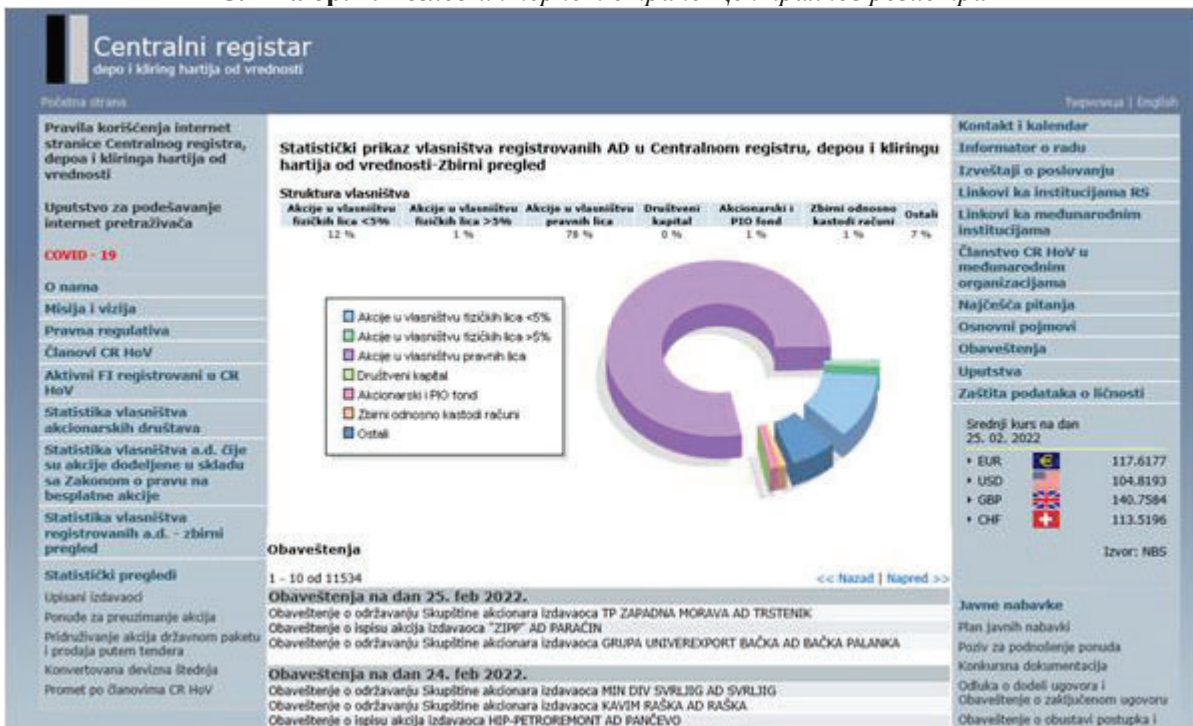 Centralni registar
depo i kliring hartija od vrednosti
Početna strana
Ћирилица | English
Pravila korišćenja internet
stranice Centralnog registra,
depoa i kliringa hartija od
vrednosti
Uputstvo za podešavanje
internet pretraživača
COVID - 19
O nama
Misija i vizija
Pravna regulativa
Članovi CR HoV
Aktivni FI registrovani u CR
HoV
Statistika vlasništva
akcionarskih društava
Statistika vlasništva a.d. čije
su akcije dodeljene u skladu
sa Zakonom o pravu na
besplatne akcije
Statistika vlasništva
registrovanih a.d. - zbirni
pregled
Statistički pregledi
Upisani izdavaoci
Ponude za preuzimanje akcija
Pridruživanje akcija državnom paketu
i prodaja putem tendera
Konvertovana devizna štednja
Promet po članovima CR HoV
Statistički prikaz vlasništva registrovanih AD u Centralnom registru, depou i kliringu
hartija od vrednosti-Zbirni pregled
Struktura vlasništva
Akcije u vlasništvu fizičkih lica <5% Akcije u vlasništvu fizičkih lica >5% Akcije u vlasništvu pravnih lica Društveni kapital Akcionarski i PIO fond Zbirni odnosno kastodi računi Ostali
12 % 1 % 78 % 0 % 1 % 1 % 7 %
Akcije u vlasništvu fizičkih lica <5%
Akcije u vlasništvu fizičkih lica >5%
Akcije u vlasništvu pravnih lica
Društveni kapital
Akcionarski i PIO fond
Zbirni odnosno kastodi računi
Ostali
Obaveštenja
1 - 10 od 11534 << Nazad | Napred >>
Obaveštenja na dan 25. feb 2022.
Obaveštenje o održavanju Skupštine akcionara izdavaoca TP ZAPADNA MORAVA AD TRSTENIK
Obaveštenje o ispisu akcija izdavaoca "ZIPP" AD PARAĆIN
Obaveštenje o održavanju Skupštine akcionara izdavaoca GRUPA UNIVEREXPORT BAČKA AD BAČKA PALANKA
Obaveštenja na dan 24. feb 2022.
Obaveštenje o održavanju Skupštine akcionara izdavaoca MIN DIV SVRLJIG AD SVRLJIG
Obaveštenje o održavanju Skupštine akcionara izdavaoca KAVIM RAŠKA AD RAŠKA
Obaveštenje o ispisu akcija izdavaoca HIP-PETROREMONT AD PANČEVO
Kontakt i kalendar
Informator o radu
Izveštaji o poslovanju
Linkovi ka institucijama RS
Linkovi ka međunarodnim
institucijama
Članstvo CR HoV u
međunarodnim
organizacijama
Najčešća pitanja
Osnovni pojmovi
Obaveštenja
Uputstva
Zaštita podataka o ličnosti
Srednji kurs na dan
25. 02. 2022
EUR 117.6177
USD 104.8193
GBP 140.7584
CHF 113.5196
Izvor: NBS
Javne nabavke
Plan javnih nabavki
Poziv za podnošenje ponuda
Konkursna dokumentacija
Odluka o dodeli ugovora i
Obaveštenje o zaključenom ugovoru
Obaveštenje o obustavi postupka i